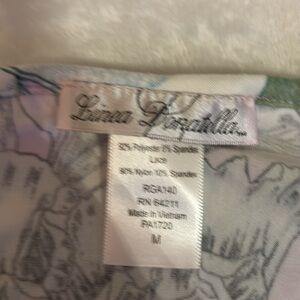 Linea Donatella
92% Polyester 8% Spandex
Lace
90% Nylon 10% Spandex
RGA140
RN 64211
Made in Vietnam
PA1720
M